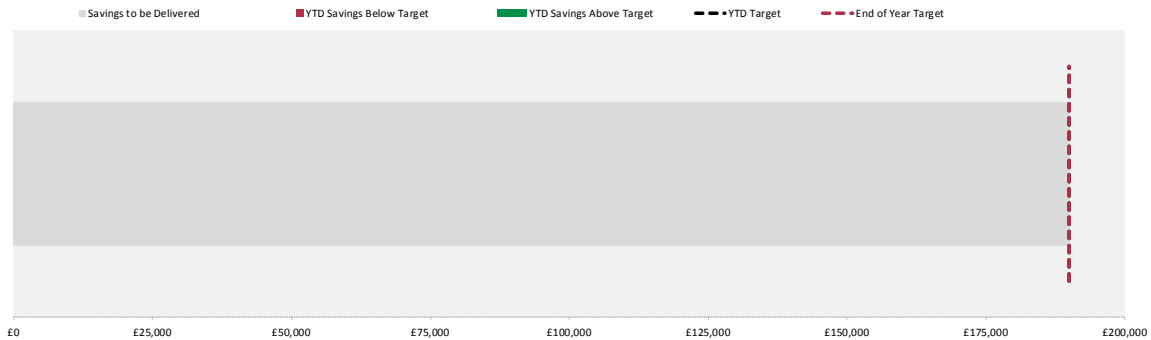 Savings to be Delivered YTD Savings Below Target YTD Savings Above Target YTD Target End of Year Target
£0 £25,000 £50,000 £75,000 £100,000 £125,000 £150,000 £175,000 £200,000